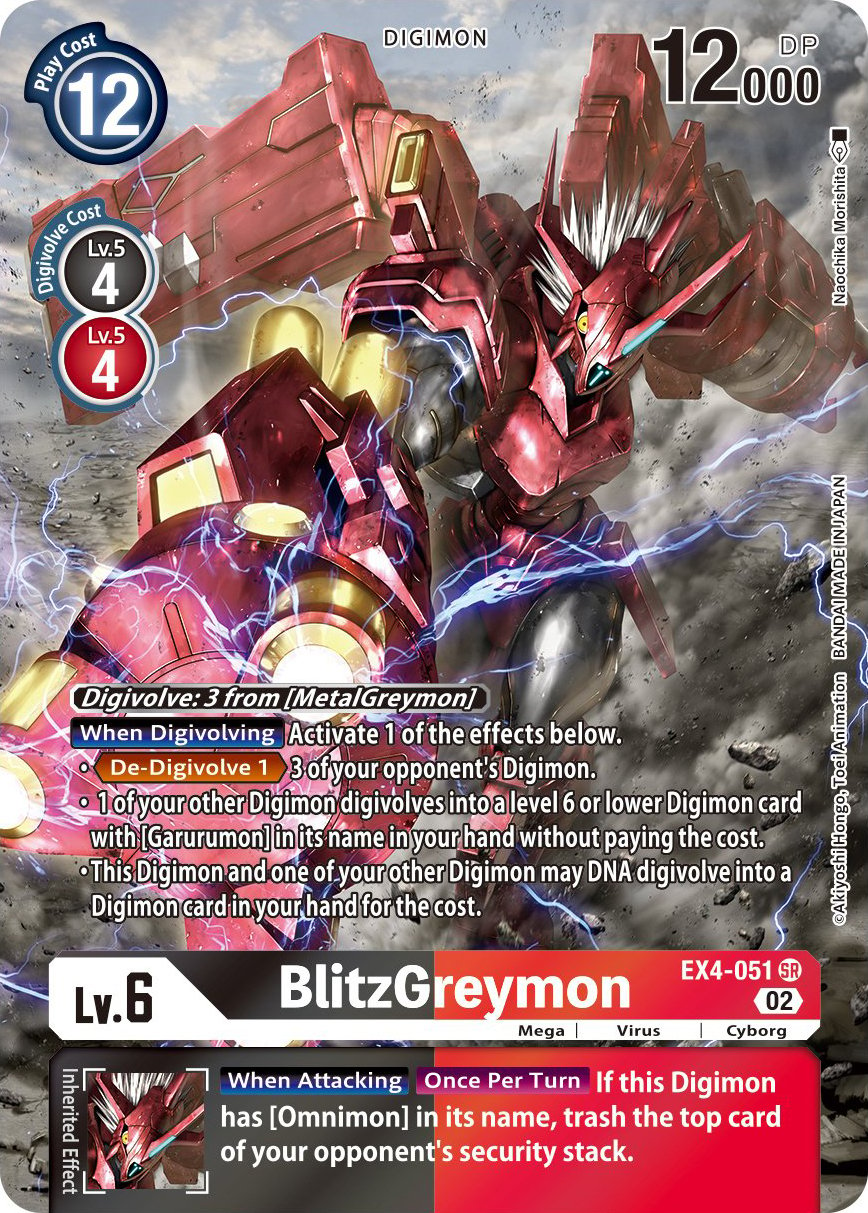 DIGIMON
Play Cost
12
12000
DP
Digivolve Cost
Lv.5
4
Lv.5
4
Naochika Morishita
©Akiyoshi Hongo, Toei Animation BANDAI MADE IN JAPAN
Digivolve: 3 from [MetalGreymon]
When Digivolving Activate 1 of the effects below.
・De-Digivolve 1 3 of your opponent's Digimon.
・1 of your other Digimon digivolves into a level 6 or lower Digimon card
with [Garurumon] in its name in your hand without paying the cost.
・This Digimon and one of your other Digimon may DNA digivolve into a
Digimon card in your hand for the cost.
Lv.6
BlitzGreymon
EX4-051 SR
02
Mega | Virus | Cyborg
Inherited Effect
When Attacking Once Per Turn If this Digimon
has [Omnimon] in its name, trash the top card
of your opponent's security stack.